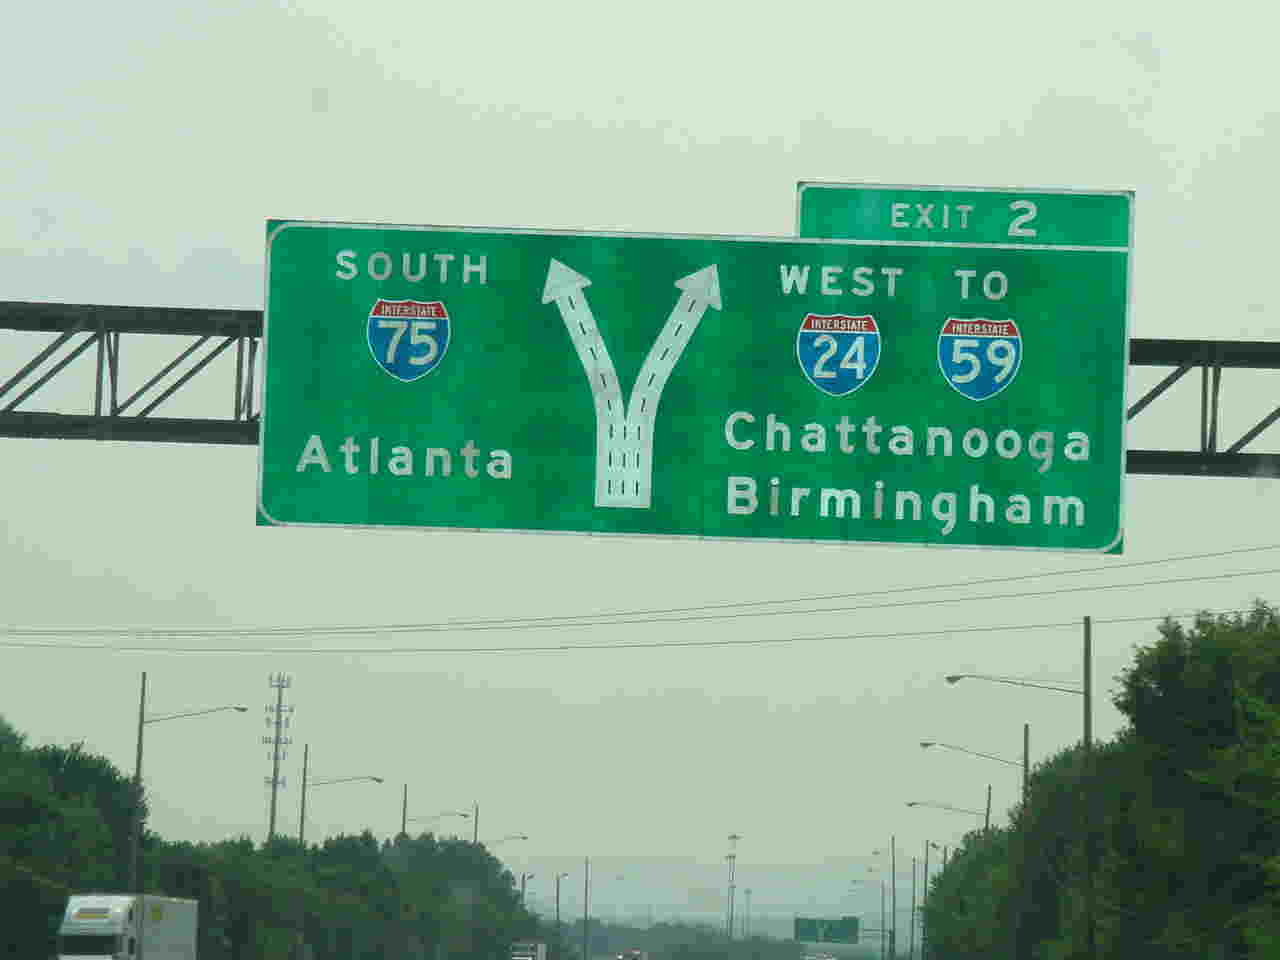 EXIT 2
SOUTH
INTERSTATE
75
Atlanta
WEST TO
INTERSTATE INTERSTATE
24 59
Chattanooga
Birmingham